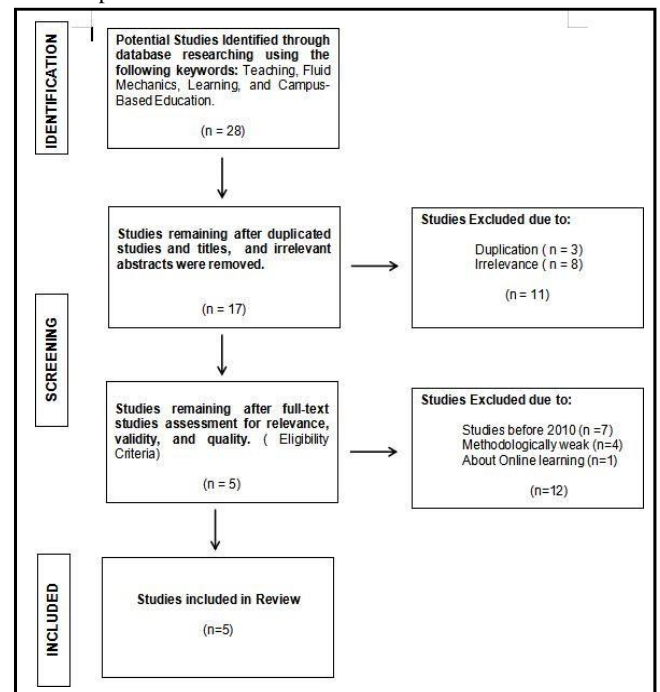 IDENTIFICATION
Potential Studies Identified through
database researching using the
following keywords: Teaching, Fluid
Mechanics, Learning, and Campus-
Based Education.
(n = 28)
SCREENING
Studies remaining after duplicated
studies and titles, and irrelevant
abstracts were removed.
(n = 17)
Studies Excluded due to:
Duplication ( n = 3)
Irrelevance ( n = 8)
(n = 11)
Studies remaining after full-text
studies assessment for relevance,
validity, and quality. ( Eligibility
Criteria)
(n = 5)
Studies Excluded due to:
Studies before 2010 (n =7)
Methodologically weak (n=4)
About Online learning (n=1)
(n=12)
INCLUDED
Studies included in Review
(n=5)